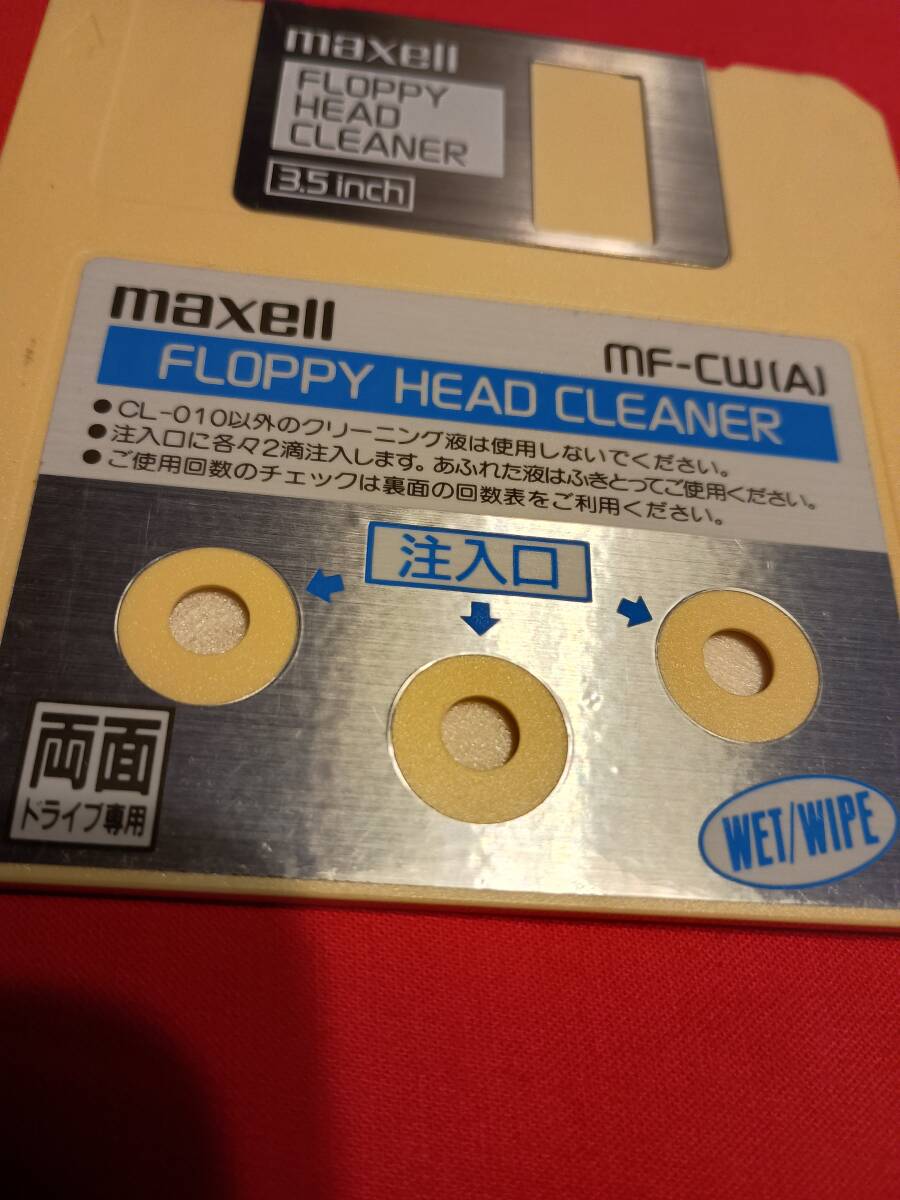 maxell
FLOPPY
HEAD
CLEANER
3.5 inch
maxell
MF-CW(A)
FLOPPY HEAD CLEANER
●CL-010以外のクリーニング液は使用しないでください。
●注入口に各々2滴注入します。あふれた液はふきとってご使用ください。
●ご使用回数のチェックは裏面の回数表をご利用ください。
注入口
両面
ドライブ専用
WET/WIPE